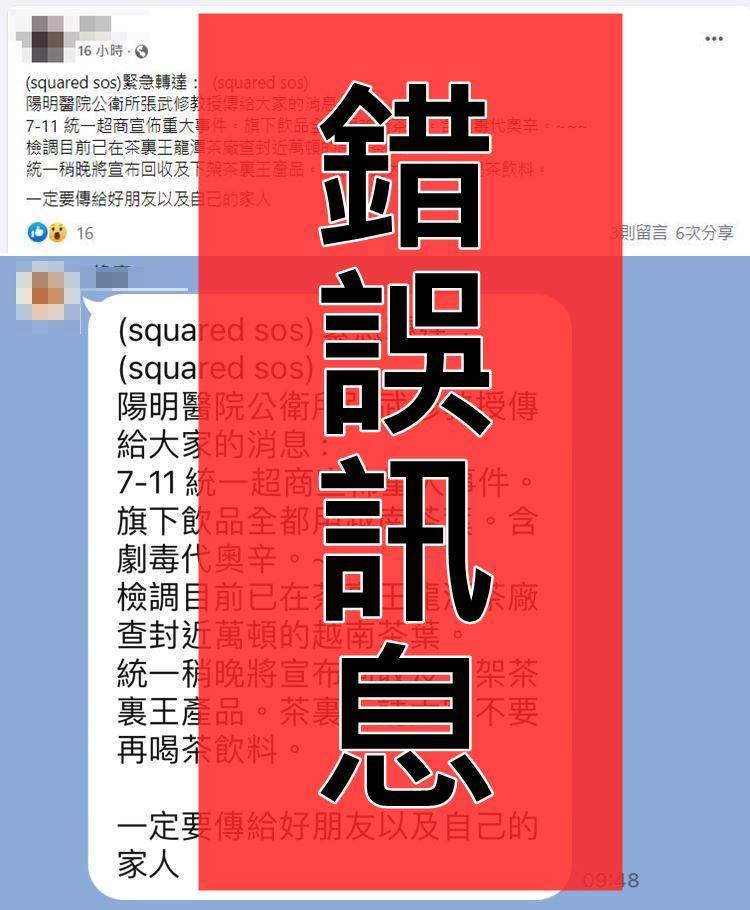 16 小時
(squared sos)緊急轉達： (squared sos)
陽明醫院公衛所張武修教授傳給大家的消息
7-11 統一超商宣佈重大事件。旗下飲品全 毒代奧辛。~~~
檢調目前已在茶裏王龍潭茶廠查封近萬頓
統一稍晚將宣布回收及下架茶裏王產品。 喝茶飲料。
一定要傳給好朋友以及自己的家人
16
3則留言 6次分享
(squared sos)
(squared sos)
陽明醫院公衛所 武 教授傳
給大家的消息：
7-11 統一超商宣佈重大事件。
旗下飲品全都用越南茶葉。含
劇毒代奧辛。~
檢調目前已在茶裏王龍潭茶廠
查封近萬頓的越南茶葉。
統一稍晚將宣布回收及下架茶
裏王產品。茶裏 請大家不要
再喝茶飲料。
一定要傳給好朋友以及自己的
家人
09:48
錯誤訊息